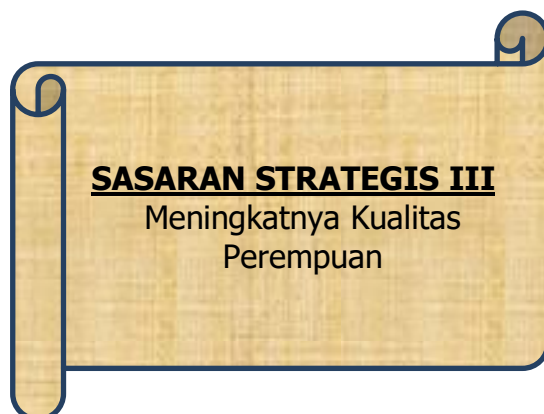 SASARAN STRATEGIS III
Meningkatnya Kualitas
Perempuan